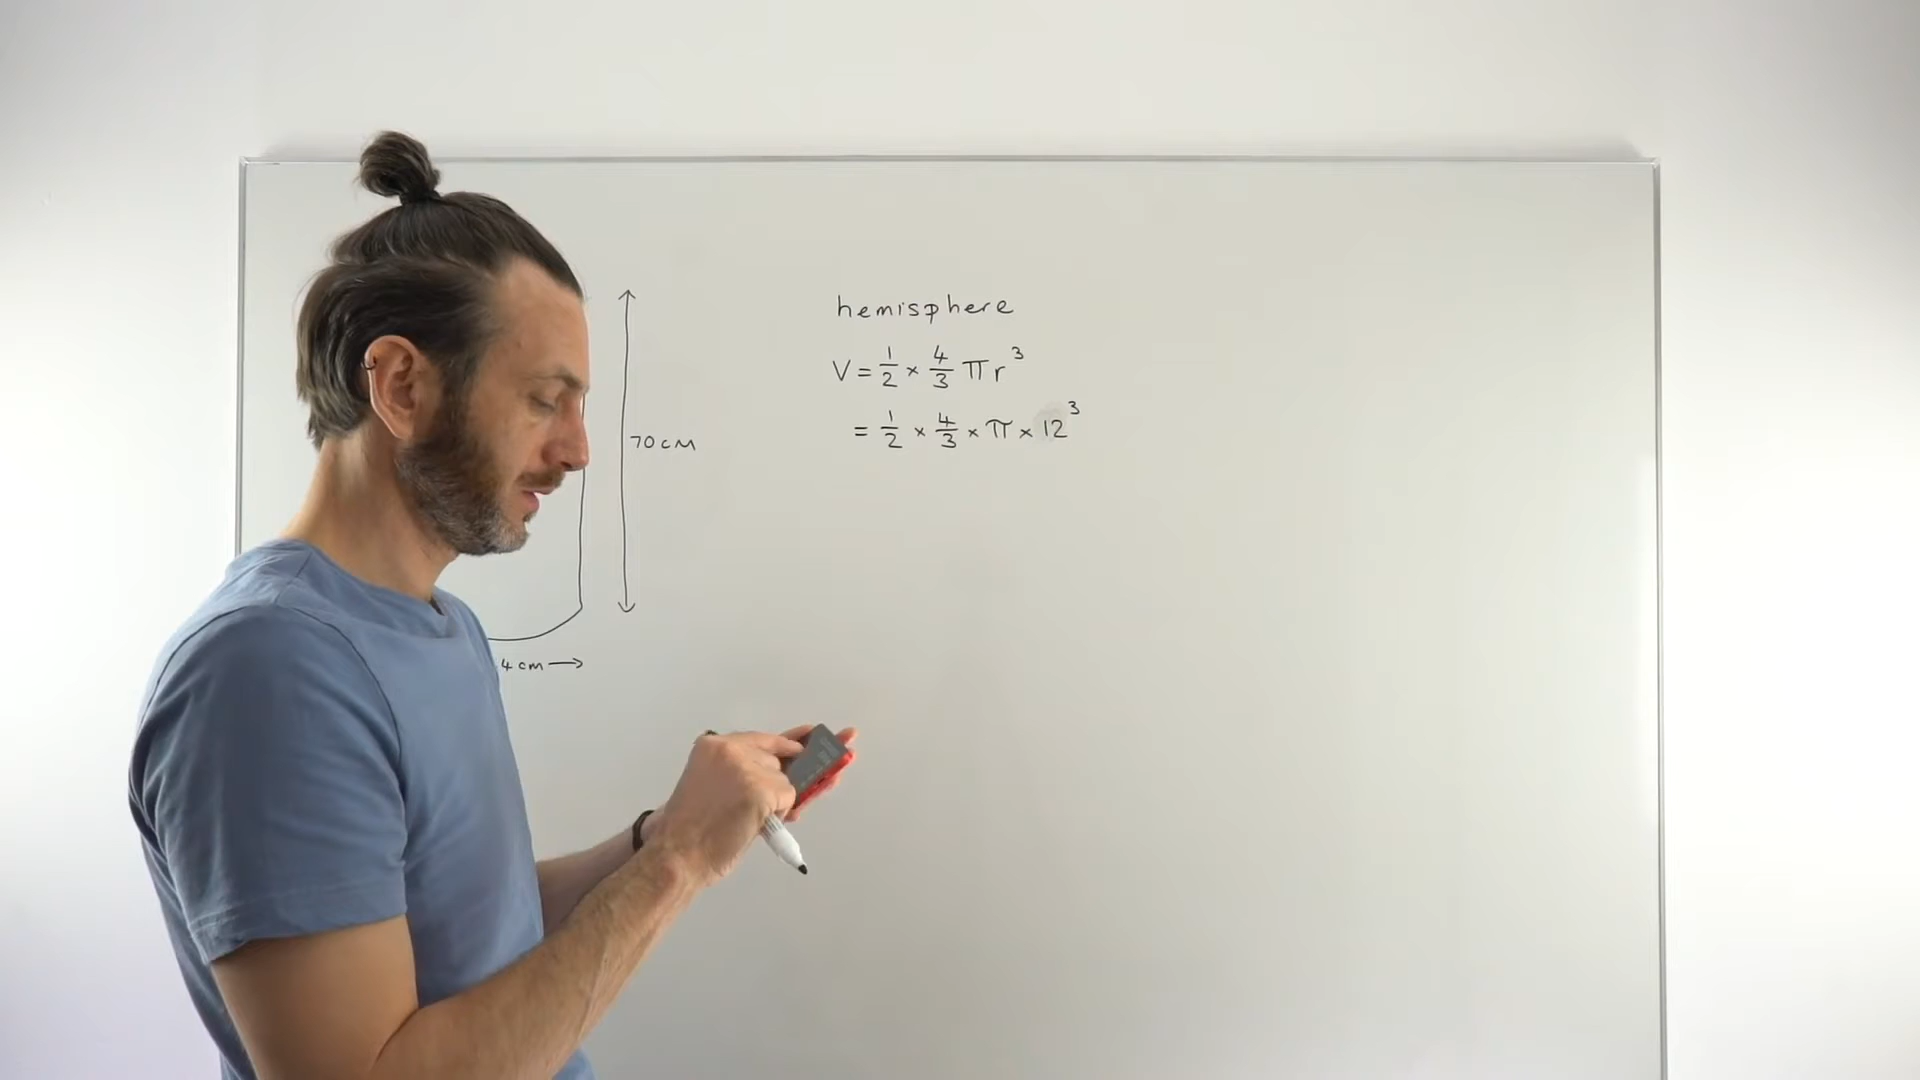 hemisphere
V = 1/2 × 4/3 πr³
= 1/2 × 4/3 × π × 12³
70 cm
4 cm